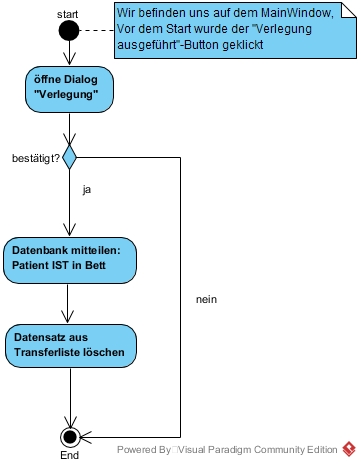 start
Wir befinden uns auf dem MainWindow,
Vor dem Start wurde der "Verlegung
ausgeführt"-Button geklickt
öffne Dialog
"Verlegung"
bestätigt?
ja
Datenbank mitteilen:
Patient IST in Bett
nein
Datensatz aus
Transferliste löschen
End
Powered By Visual Paradigm Community Edition